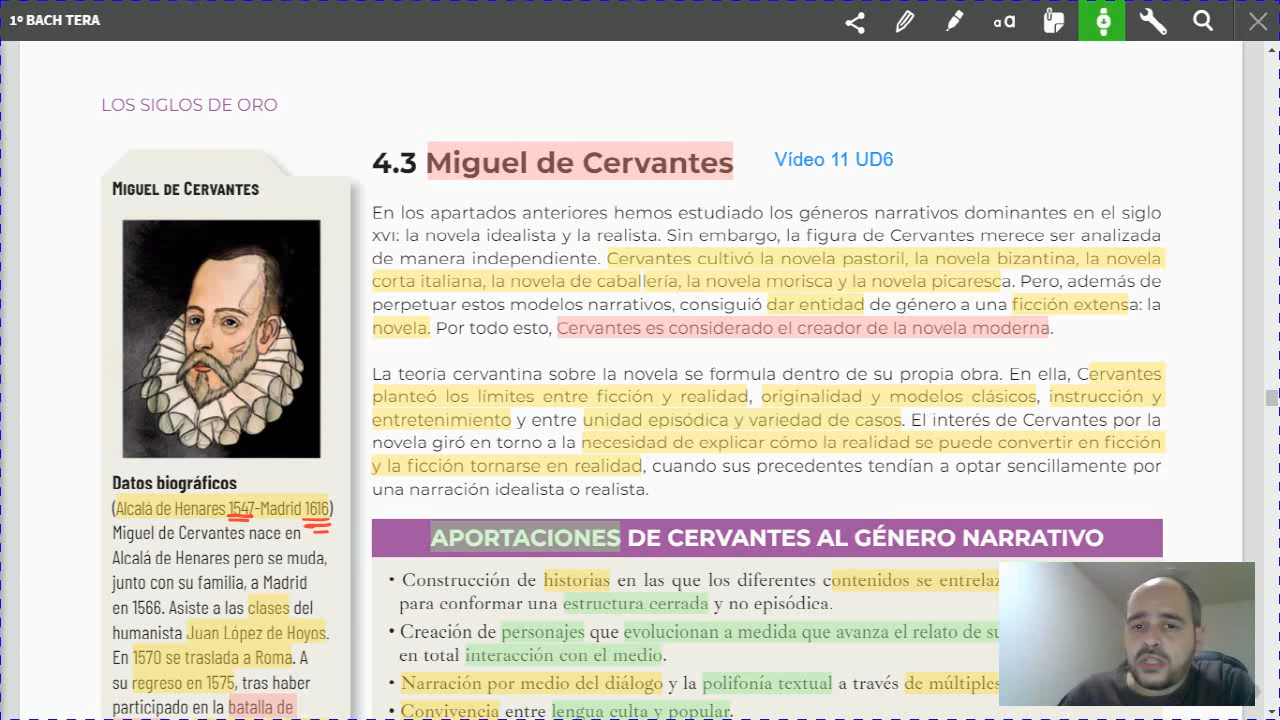 1º BACH TERA
a a
LOS SIGLOS DE ORO
MIGUEL DE CERVANTES
Datos biográficos
(Alcalá de Henares 1547-Madrid 1616)
Miguel de Cervantes nace en
Alcalá de Henares pero se muda,
junto con su familia, a Madrid
en 1566. Asiste a las clases del
humanista Juan López de Hoyos.
En 1570 se traslada a Roma. A
su regreso en 1575, tras haber
participado en la batalla de
4.3 Miguel de Cervantes
Vídeo 11 UD6
En los apartados anteriores hemos estudiado los géneros narrativos dominantes en el siglo
XVI: la novela idealista y la realista. Sin embargo, la figura de Cervantes merece ser analizada
de manera independiente. Cervantes cultivó la novela pastoril, la novela bizantina, la novela
corta italiana, la novela de caballería, la novela morisca y la novela picaresca. Pero, además de
perpetuar estos modelos narrativos, consiguió dar entidad de género a una ficción extensa: la
novela. Por todo esto, Cervantes es considerado el creador de la novela moderna.
La teoría cervantina sobre la novela se formula dentro de su propia obra. En ella, Cervantes
planteó los límites entre ficción y realidad, originalidad y modelos clásicos, instrucción y
entretenimiento y entre unidad episódica y variedad de casos. El interés de Cervantes por la
novela giró en torno a la necesidad de explicar cómo la realidad se puede convertir en ficción
y la ficción tornarse en realidad, cuando sus precedentes tendían a optar sencillamente por
una narración idealista o realista.
APORTACIONES DE CERVANTES AL GÉNERO NARRATIVO
• Construcción de historias en las que los diferentes contenidos se entrelaz
para conformar una estructura cerrada y no episódica.
• Creación de personajes que evolucionan a medida que avanza el relato de su
en total interacción con el medio.
• Narración por medio del diálogo y la polifonía textual a través de múltiples
• Convivencia entre lengua culta y popular.